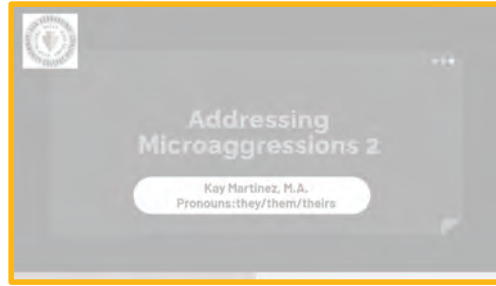 Addressing
Microaggressions 2
Kay Martinez, M.A.
Pronouns:they/them/theirs